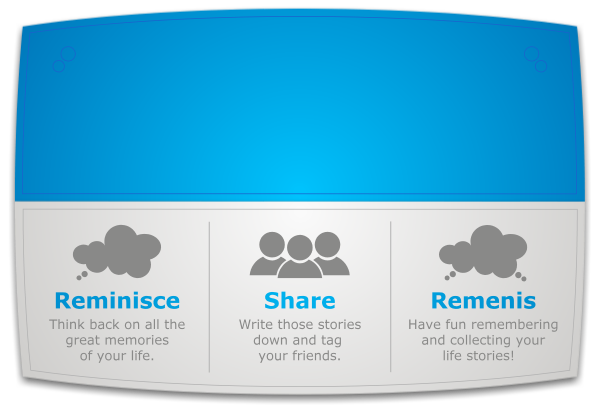 Reminisce
Think back on all the
great memories
of your life.
Share
Write those stories
down and tag
your friends.
Remenis
Have fun remembering
and collecting your
life stories!